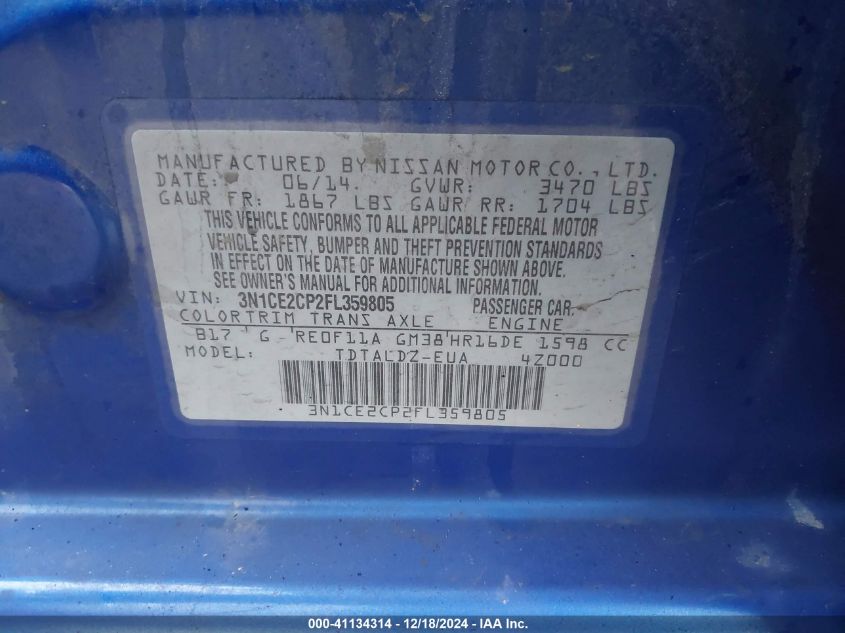 MANUFACTURED BY NISSAN MOTOR CO., LTD.
DATE: 06/14. GVWR: 3470 LBS
GAWR FR: 1867 LBS GAWR RR: 1704 LBS
THIS VEHICLE CONFORMS TO ALL APPLICABLE FEDERAL MOTOR
VEHICLE SAFETY, BUMPER AND THEFT PREVENTION STANDARDS
IN EFFECT ON THE DATE OF MANUFACTURE SHOWN ABOVE.
SEE OWNER'S MANUAL FOR ADDITIONAL INFORMATION.
VIN: 3N1CE2CP2FL359805 PASSENGER CAR.
COLOR TRIM TRANS AXLE ENGINE
B17 G RE0F11A GM38 HR16DE 1598 CC
MODEL: TDTALDZ-EUA 4Z000
3N1CE2CP2FL359805
000-41134314 - 12/18/2024 - IAA Inc.